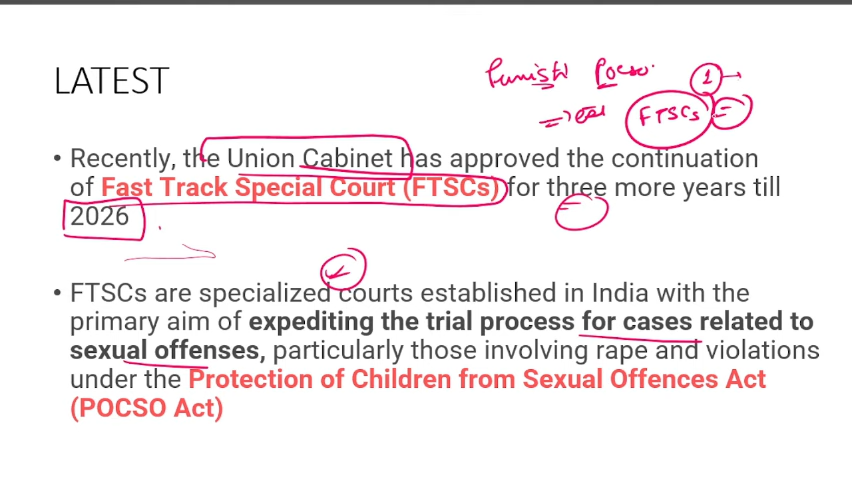 LATEST
Pocso.
1
FTSCs
• Recently, the Union Cabinet has approved the continuation
of Fast Track Special Court (FTSCs) for three more years till
2026
• FTSCs are specialized courts established in India with the
primary aim of expediting the trial process for cases related to
sexual offenses, particularly those involving rape and violations
under the Protection of Children from Sexual Offences Act
(POCSO Act)